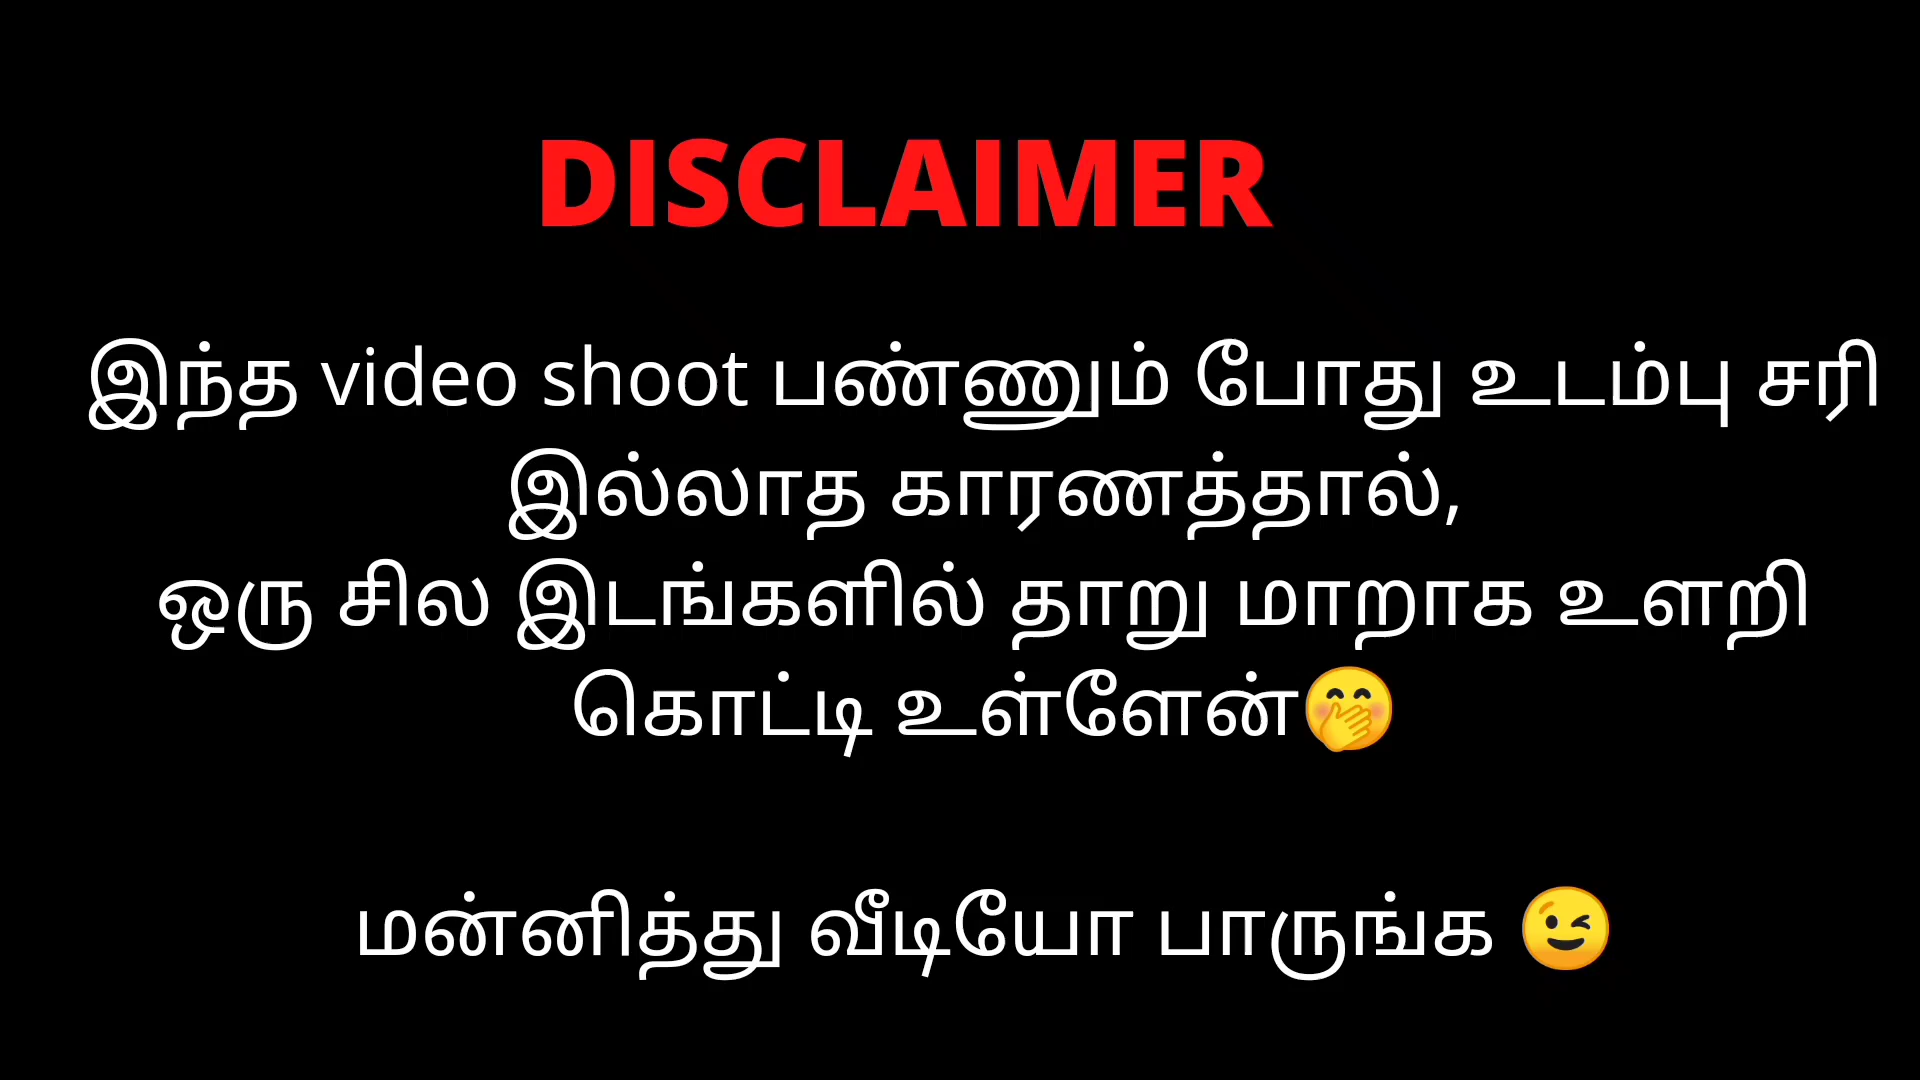 DISCLAIMER
இந்த video shoot பண்ணும் போது உடம்பு சரி
இல்லாத காரணத்தால்,
ஒரு சில இடங்களில் தாறு மாறாக உளறி
கொட்டி உள்ளேன்🤭
மன்னித்து வீடியோ பாருங்க 😉